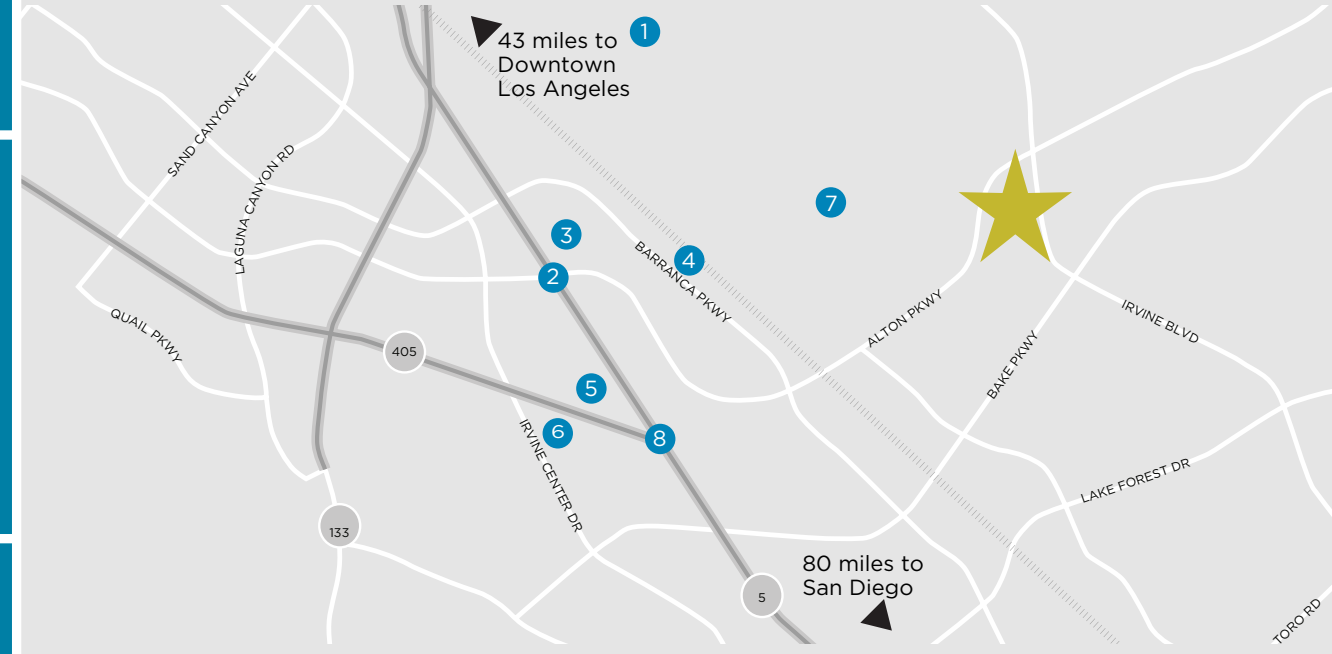 1
43 miles to
Downtown
Los Angeles
SAND CANYON AVE
LAGUNA CANYON RD
7
3
4
BARRANCA PKWY
2
QUAIL PKWY
ALTON PKWY
IRVINE BLVD
405
BAKE PKWY
5
6
8
IRVINE CENTER DR
LAKE FOREST DR
133
80 miles to
San Diego
5
TORO RD